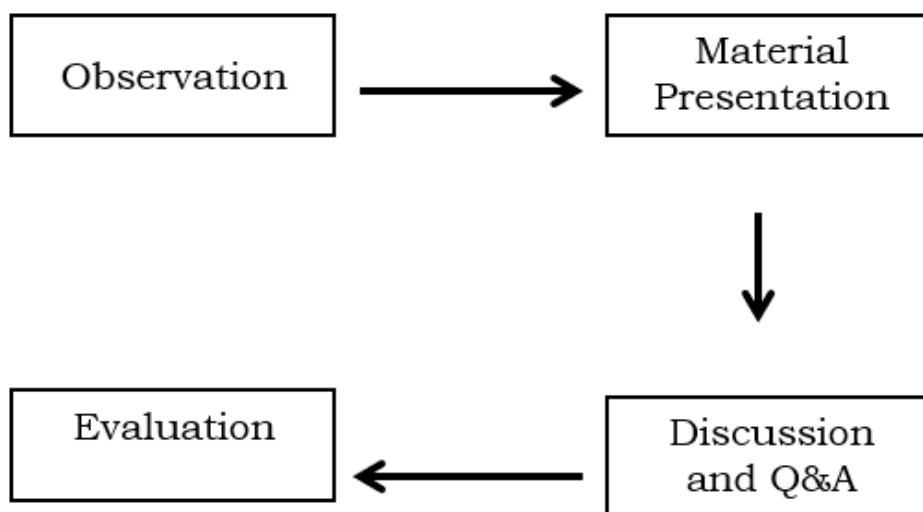 Observation
Material
Presentation
Discussion
and Q&A
Evaluation